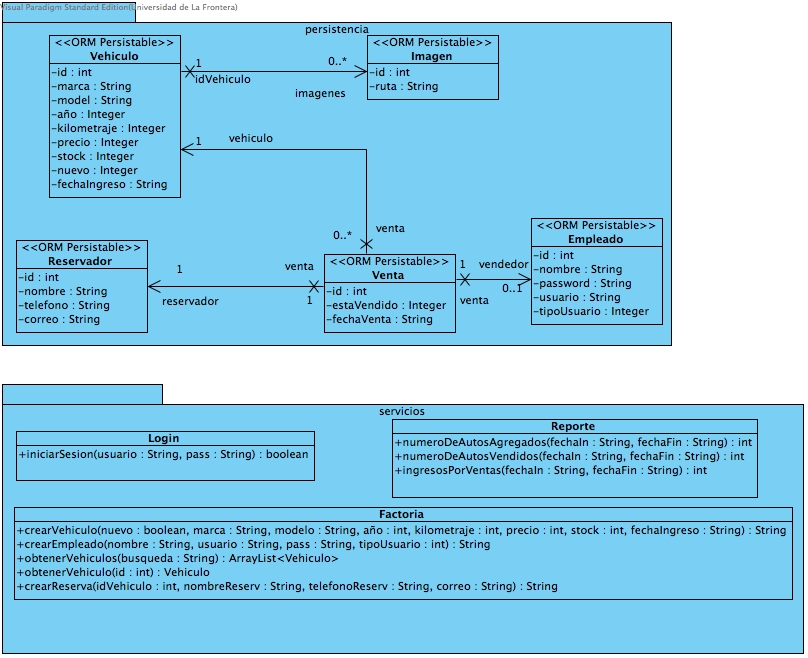 Visual Paradigm Standard Edition(Universidad de La Frontera)
persistencia
<<ORM Persistable>>
Vehiculo
-id : int
-marca : String
-model : String
-año : Integer
-kilometraje : Integer
-precio : Integer
-stock : Integer
-nuevo : Integer
-fechaIngreso : String
1
idVehiculo
0..*
imagenes
<<ORM Persistable>>
Imagen
-id : int
-ruta : String
1
vehiculo
0..*
venta
<<ORM Persistable>>
Reservador
-id : int
-nombre : String
-telefono : String
-correo : String
1
reservador
venta
1
<<ORM Persistable>>
Venta
-id : int
-estaVendido : Integer
-fechaVenta : String
1
vendedor
venta
0..1
<<ORM Persistable>>
Empleado
-id : int
-nombre : String
-password : String
-usuario : String
-tipoUsuario : Integer
servicios
Login
+iniciarSesion(usuario : String, pass : String) : boolean
Reporte
+numeroDeAutosAgregados(fechaIn : String, fechaFin : String) : int
+numeroDeAutosVendidos(fechaIn : String, fechaFin : String) : int
+ingresosPorVentas(fechaIn : String, fechaFin : String) : int
Factoria
+crearVehiculo(nuevo : boolean, marca : String, modelo : String, año : int, kilometraje : int, precio : int, stock : int, fechaIngreso : String) : String
+crearEmpleado(nombre : String, usuario : String, pass : String, tipoUsuario : int) : String
+obtenerVehiculos(busqueda : String) : ArrayList<Vehiculo>
+obtenerVehiculo(id : int) : Vehiculo
+crearReserva(idVehiculo : int, nombreReserv : String, telefonoReserv : String, correo : String) : String